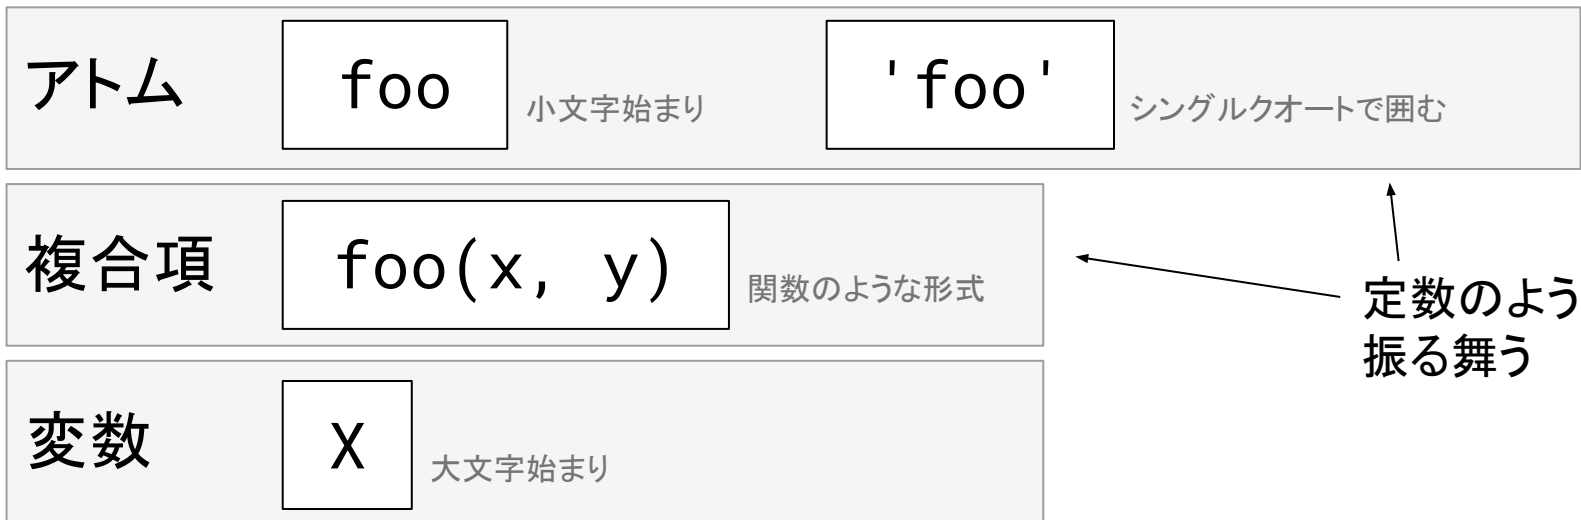 アトム foo 小文字始まり 'foo' シングルクオートで囲む
複合項 foo(x, y) 関数のような形式
定数のよう
振る舞う
変数 X 大文字始まり